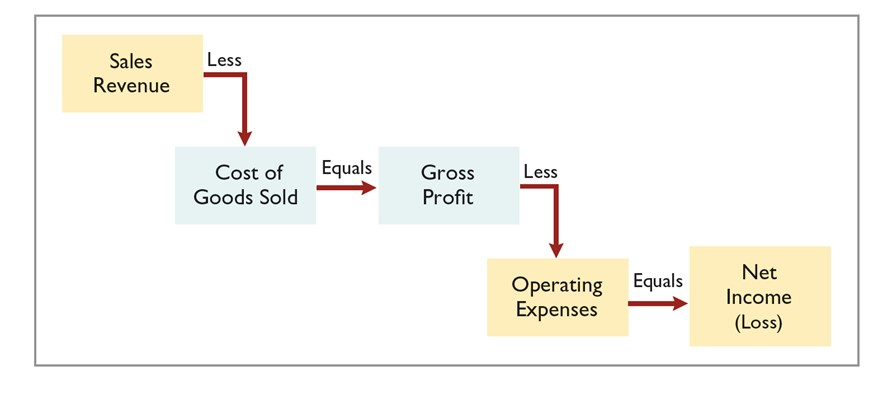 Sales
Revenue
Less
Cost of
Goods Sold
Equals
Gross
Profit
Less
Operating
Expenses
Equals
Net
Income
(Loss)